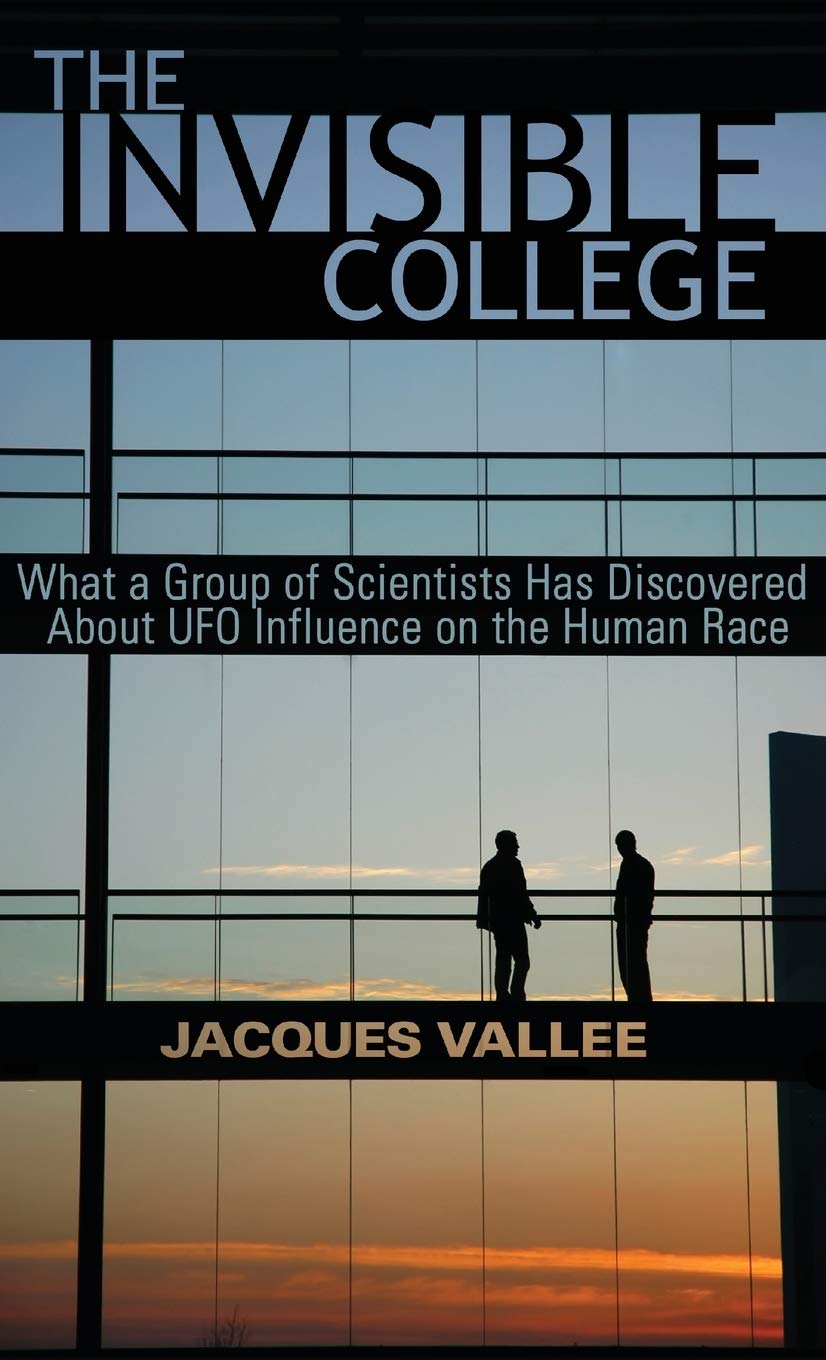 THE
INVISIBLE
COLLEGE
What a Group of Scientists Has Discovered
About UFO Influence on the Human Race
JACQUES VALLEE